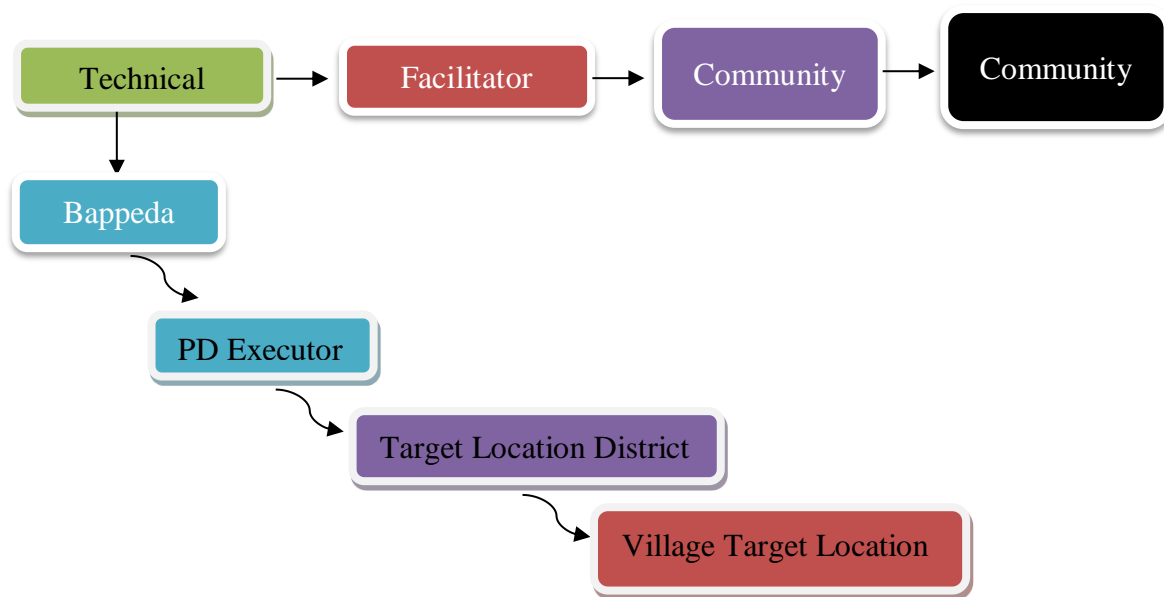 Technical
Facilitator
Community
Community
Bappeda
PD Executor
Target Location District
Village Target Location